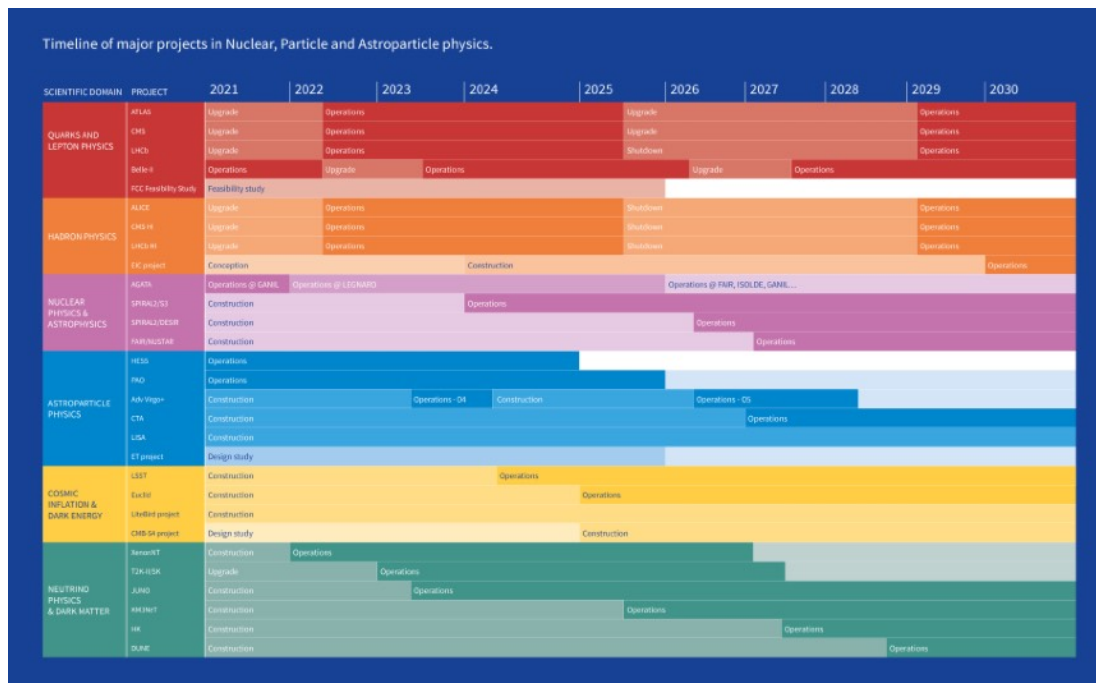 Timeline of major projects in Nuclear, Particle and Astroparticle physics.
SCIENTIFIC DOMAIN PROJECT 2021 2022 2023 2024 2025 2026 2027 2028 2029 2030
QUARKS AND
LEPTON PHYSICS
ATLAS Upgrade Operations Upgrade Operations
CMS Upgrade Operations Upgrade Operations
LHCb Upgrade Operations Shutdown Operations
Belle-II Operations Upgrade Operations Upgrade Operations
FCC Feasibility Study Feasibility study
HADRON PHYSICS
ALICE Upgrade Operations Shutdown Operations
CMS HI Upgrade Operations Shutdown Operations
LHCb HI Upgrade Operations Shutdown Operations
EIC project Conception Construction Operations
NUCLEAR
PHYSICS &
ASTROPHYSICS
AGATA Operations @ GANIL Operations @ LEGNARO Operations @ FAIR, ISOLDE, GANIL...
SPIRAL2/S3 Construction Operations
SPIRAL2/DESIR Construction Operations
FAIR/NUSTAR Construction Operations
ASTROPARTICLE
PHYSICS
HESS Operations
PAO Operations
Adv Virgo+ Construction Operations - O4 Construction Operations - O5
CTA Construction Operations
LISA Construction
ET project Design study
COSMIC
INFLATION &
DARK ENERGY
LSST Construction Operations
Euclid Construction Operations
LiteBird project Construction
CMB-S4 project Design study Construction
NEUTRINO
PHYSICS
& DARK MATTER
XenonNT Construction Operations
T2K-II/SK Upgrade Operations
JUNO Construction Operations
KM3NeT Construction Operations
HK Construction Operations
DUNE Construction Operations